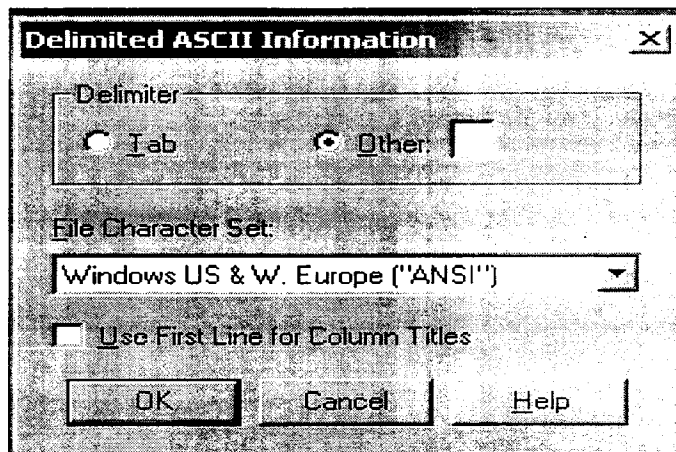 Delimited ASCII Information
Delimiter
Tab
Other:
File Character Set:
Windows US & W. Europe ("ANSI")
Use First Line for Column Titles
OK
Cancel
Help